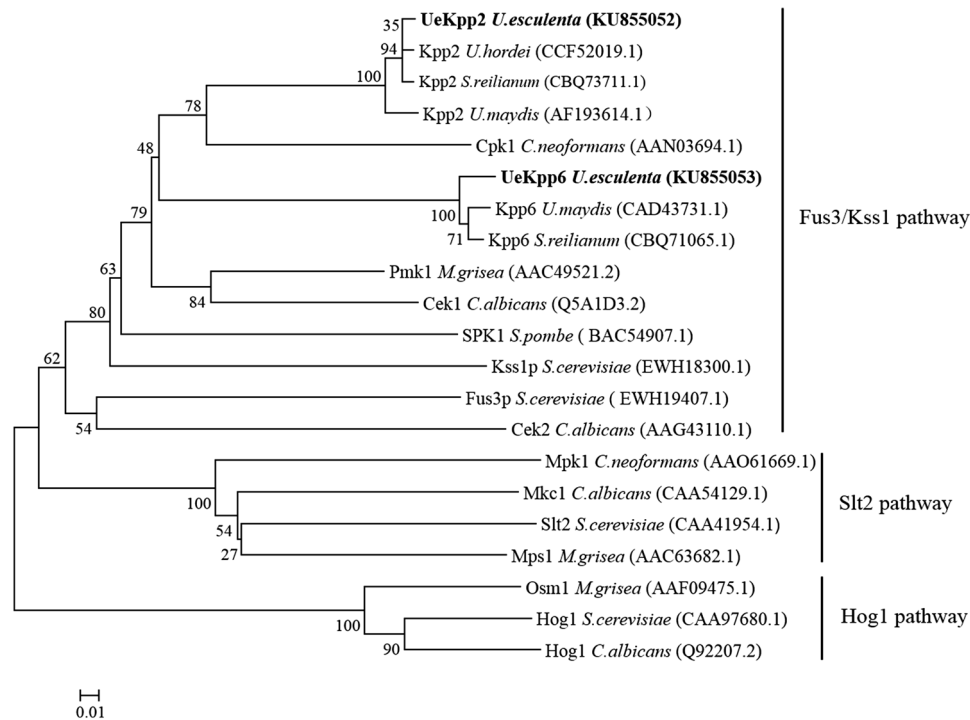 UeKpp2 U.esculenta (KU855052)
35
Kpp2 U.hordei (CCF52019.1)
94
Kpp2 S.reilianum (CBQ73711.1)
100
Kpp2 U.maydis (AF193614.1）
78
Cpk1 C.neoformans (AAN03694.1)
48
UeKpp6 U.esculenta (KU855053)
Kpp6 U.maydis (CAD43731.1)
100
79
Fus3/Kss1 pathway
Kpp6 S.reilianum (CBQ71065.1)
71
Pmk1 M.grisea (AAC49521.2)
63
Cek1 C.albicans (Q5A1D3.2)
84
80
SPK1 S.pombe ( BAC54907.1)
62
Kss1p S.cerevisiae (EWH18300.1)
Fus3p S.cerevisiae ( EWH19407.1)
54
Cek2 C.albicans (AAG43110.1)
Mpk1 C.neoformans (AAO61669.1)
Mkc1 C.albicans (CAA54129.1)
100
Slt2 pathway
Slt2 S.cerevisiae (CAA41954.1)
54
Mps1 M.grisea (AAC63682.1)
27
Osm1 M.grisea (AAF09475.1)
Hog1 S.cerevisiae (CAA97680.1)
Hog1 pathway
100
Hog1 C.albicans (Q92207.2)
90
0.01